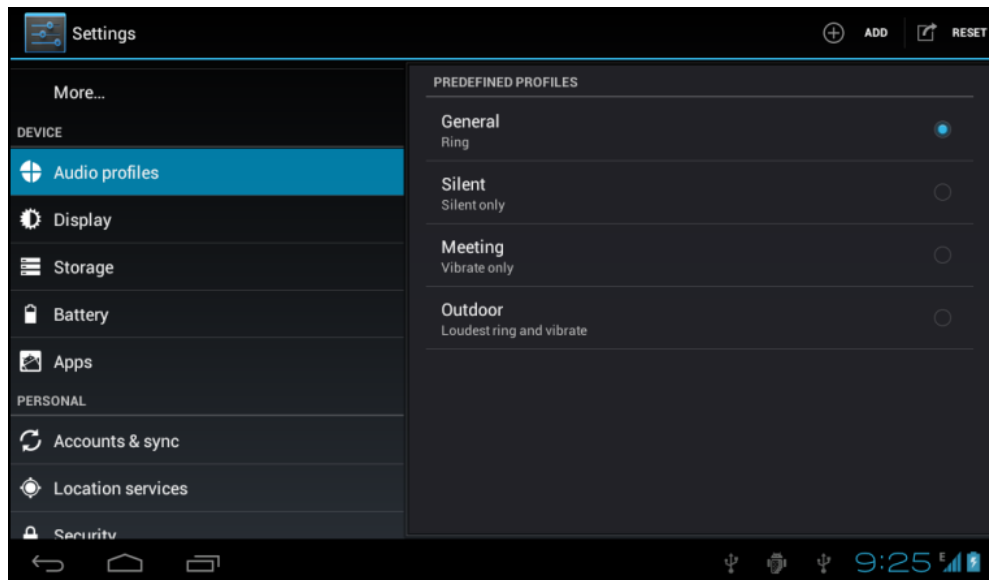 Settings
ADD
RESET
More...
DEVICE
Audio profiles
Display
Storage
Battery
Apps
PERSONAL
Accounts & sync
Location services
Security
PREDEFINED PROFILES
General
Ring
Silent
Silent only
Meeting
Vibrate only
Outdoor
Loudest ring and vibrate
9:25
E